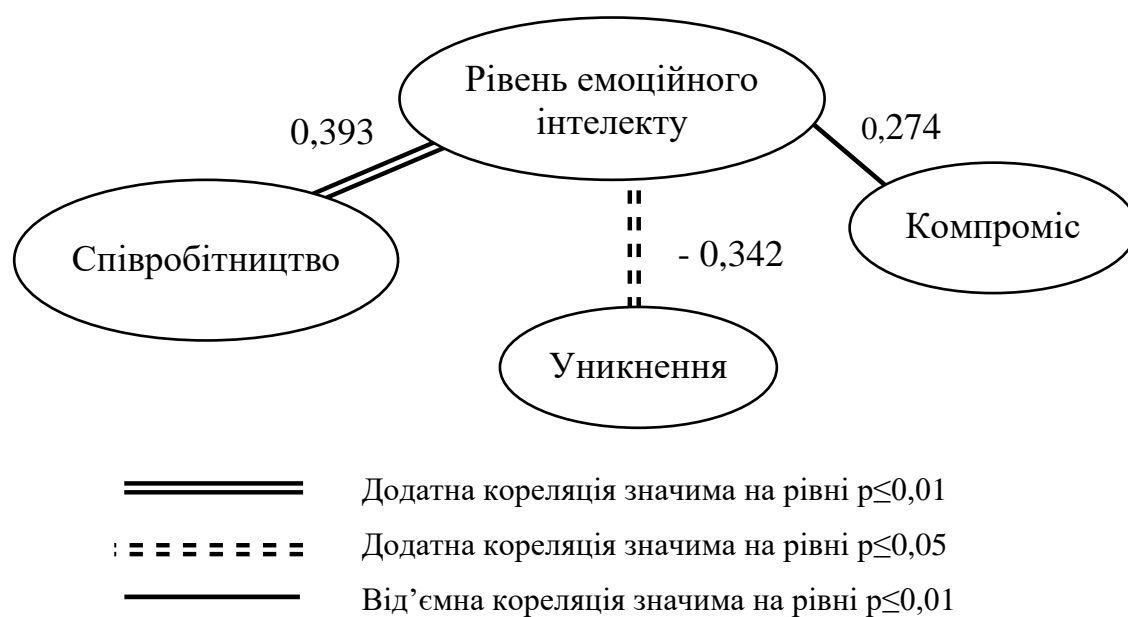 Рівень емоційного
інтелекту
0,393
0,274
Співробітництво
Компроміс
- 0,342
Уникнення
Додатна кореляція значима на рівні p≤0,01
Додатна кореляція значима на рівні p≤0,05
Від’ємна кореляція значима на рівні p≤0,01